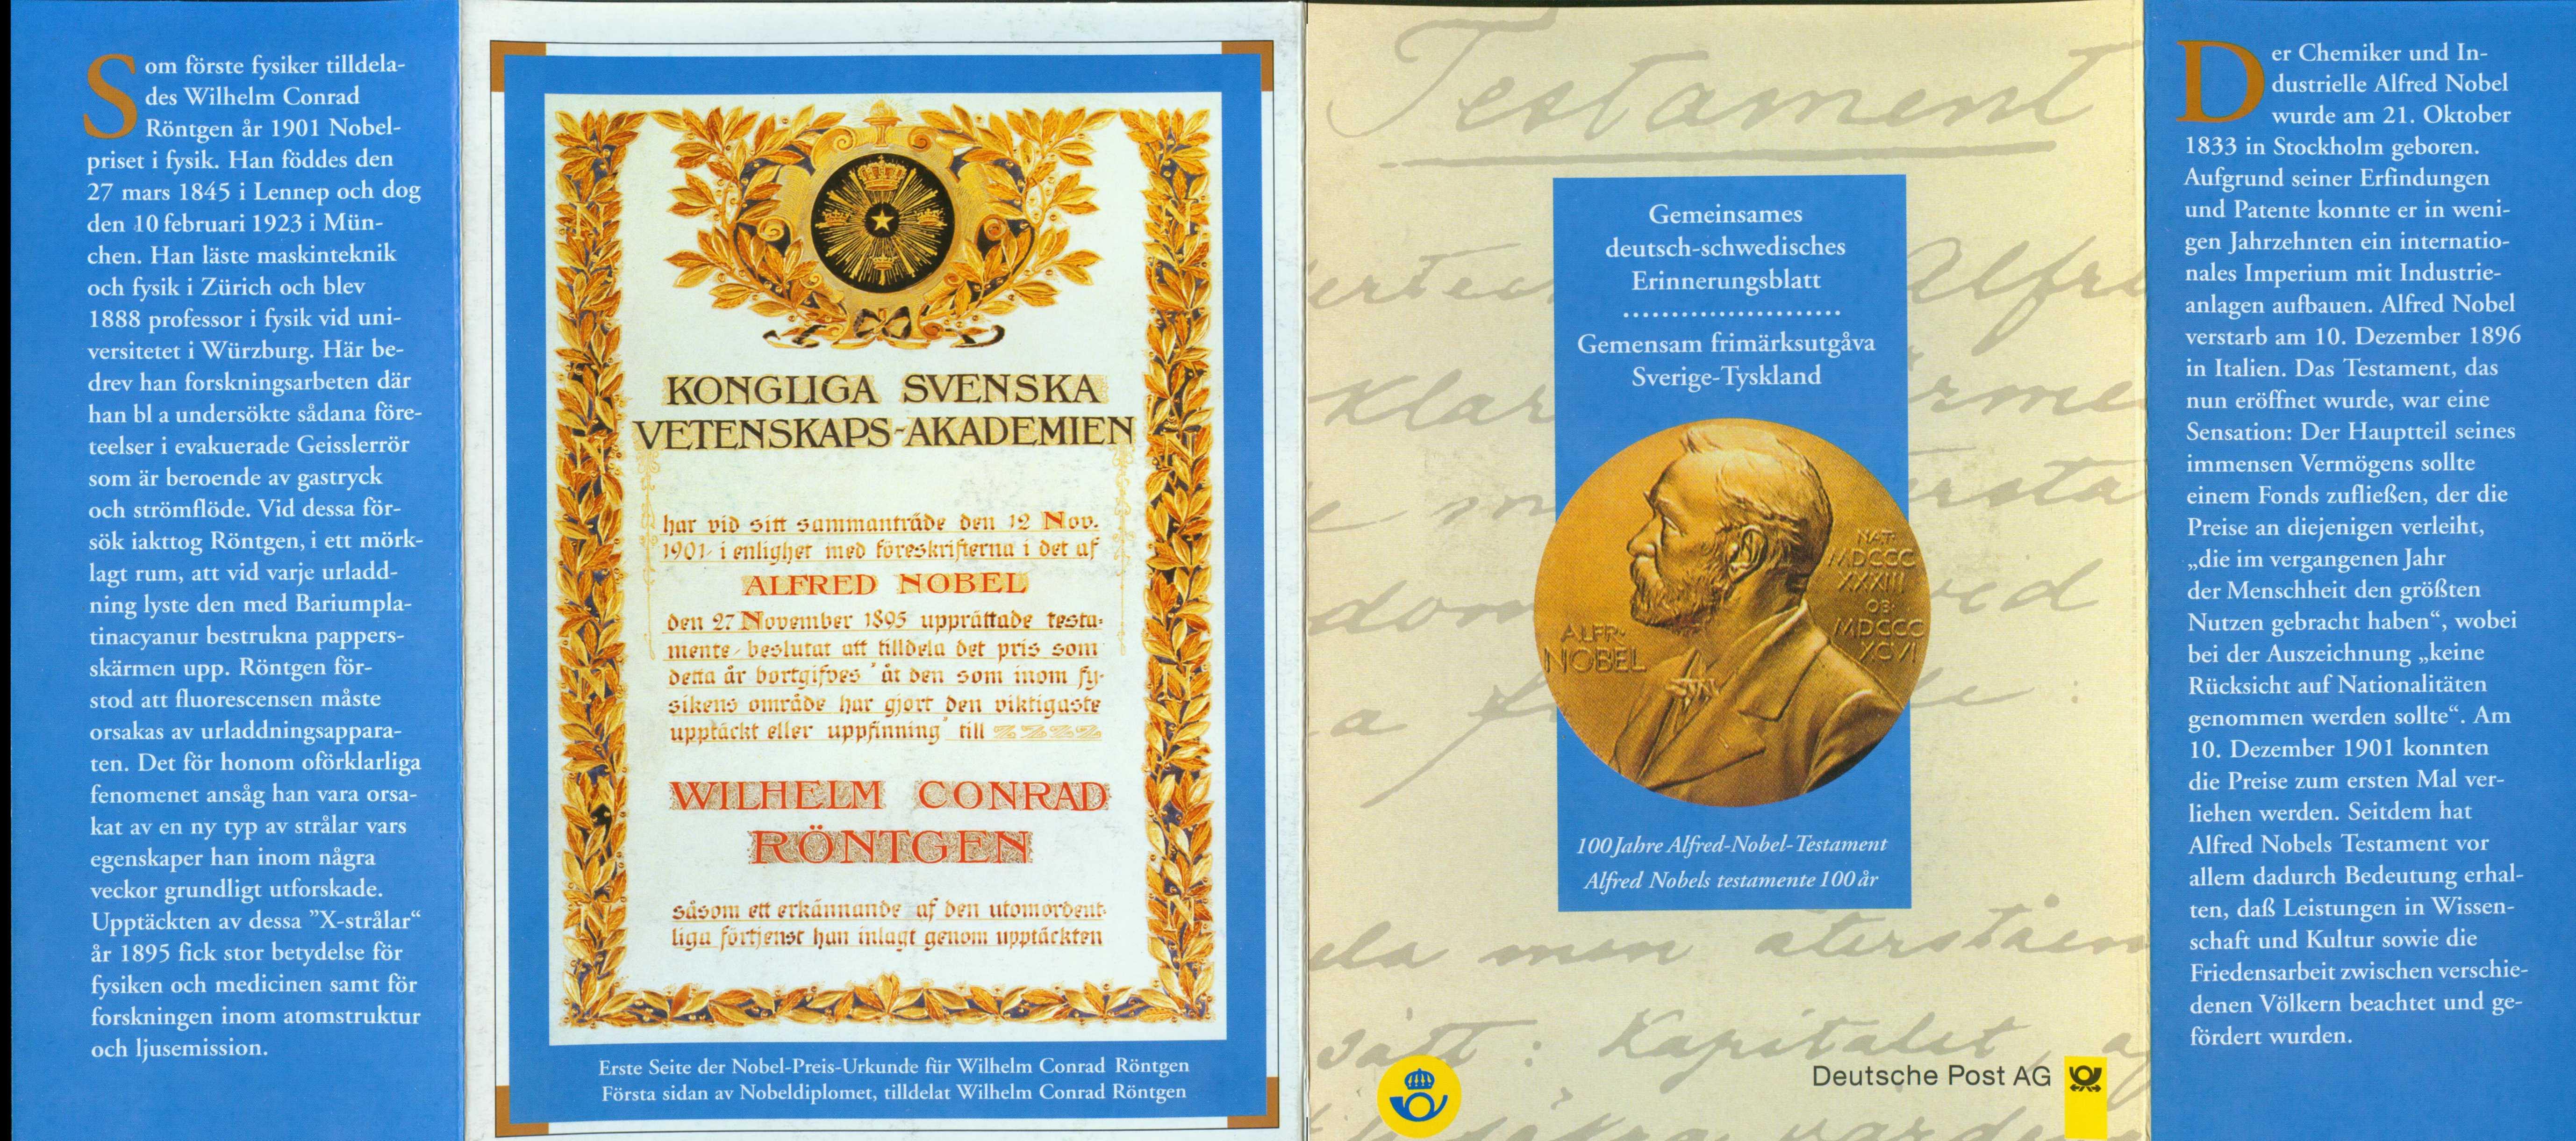 Som förste fysiker tilldela-
des Wilhelm Conrad
Röntgen år 1901 Nobel-
priset i fysik. Han föddes den
27 mars 1845 i Lennep och dog
den 10 februari 1923 i Mün-
chen. Han läste maskinteknik
och fysik i Zürich och blev
1888 professor i fysik vid uni-
versitetet i Würzburg. Här be-
drev han forskningsarbeten där
han bl a undersökte sådana före-
teelser i evakuerade Geisslerrör
som är beroende av gastryck
och strömflöde. Vid dessa för-
sök iakttog Röntgen, i ett mörk-
lagt rum, att vid varje urladd-
ning lyste den med Bariumpla-
tinacyanur bestrukna pappers-
skärmen upp. Röntgen för-
stod att fluorescensen måste
orsakas av urladdningsappara-
ten. Det för honom oförklarliga
fenomenet ansåg han vara orsa-
kat av en ny typ av strålar vars
egenskaper han inom några
veckor grundligt utforskade.
Upptäckten av dessa ”X-strålar“
år 1895 fick stor betydelse för
fysiken och medicinen samt för
forskningen inom atomstruktur
och ljusemission.
KONGLIGA SVENSKA
VETENSKAPS-AKADEMIEN
har vid sitt sammanträde den 12 Nov.
1901 i enlighet med föreskrifterna i det af
ALFRED NOBEL
den 27 November 1895 upprättade testa-
mente beslutat att tilldela det pris som
detta år bortgifves "åt den som inom fy-
sikens område har gjort den viktigaste
upptäckt eller uppfinning" till
WILHELM CONRAD
RÖNTGEN
såsom ett erkännande af den utomordent-
liga förtjenst han inlagt genom upptäckten
Erste Seite der Nobel-Preis-Urkunde für Wilhelm Conrad Röntgen
Första sidan av Nobeldiplomet, tilldelat Wilhelm Conrad Röntgen
Testament
Gemeinsames
deutsch-schwedisches
Erinnerungsblatt
Gemensam frimärksutgåva
Sverige-Tyskland
ALFR·
NOBEL
NAT·
MDCCC
XXXIII
OB·
MDCCC
XCVI
100 Jahre Alfred-Nobel-Testament
Alfred Nobels testamente 100 år
men återstående
Kapitalet
Deutsche Post AG
Der Chemiker und In-
dustrielle Alfred Nobel
wurde am 21. Oktober
1833 in Stockholm geboren.
Aufgrund seiner Erfindungen
und Patente konnte er in weni-
gen Jahrzehnten ein internatio-
nales Imperium mit Industrie-
anlagen aufbauen. Alfred Nobel
verstarb am 10. Dezember 1896
in Italien. Das Testament, das
nun eröffnet wurde, war eine
Sensation: Der Hauptteil seines
immensen Vermögens sollte
einem Fonds zufließen, der die
Preise an diejenigen verleiht,
„die im vergangenen Jahr
der Menschheit den größten
Nutzen gebracht haben“, wobei
bei der Auszeichnung „keine
Rücksicht auf Nationalitäten
genommen werden sollte“. Am
10. Dezember 1901 konnten
die Preise zum ersten Mal ver-
liehen werden. Seitdem hat
Alfred Nobels Testament vor
allem dadurch Bedeutung erhal-
ten, daß Leistungen in Wissen-
schaft und Kultur sowie die
Friedensarbeit zwischen verschie-
denen Völkern beachtet und ge-
fördert wurden.